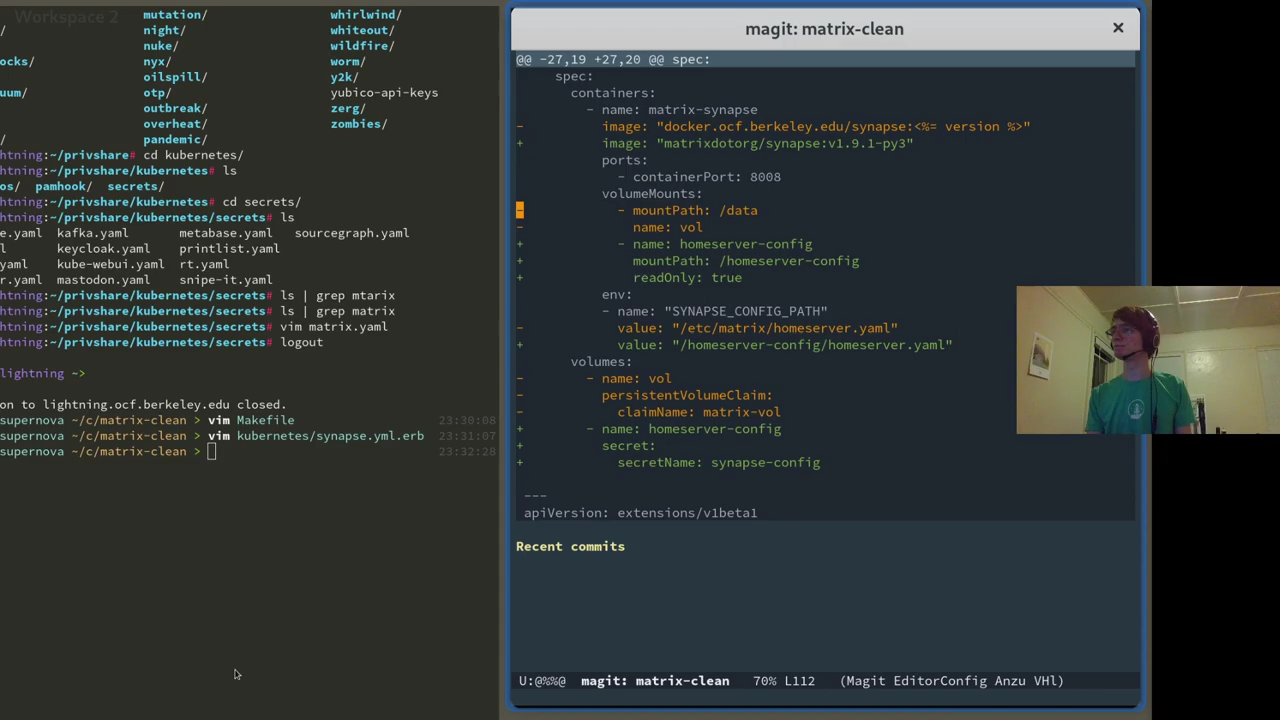 Workspace 2
mutation/ whirlwind/
/ night/ whiteout/
nuke/ wildfire/
ocks/ nyx/ worm/
oilspill/ y2k/
uum/ otp/ yubico-api-keys
outbreak/ zerg/
overheat/ zombies/
/ pandemic/
htning:~/privshare# cd kubernetes/
htning:~/privshare/kubernetes# ls
os/ pamhook/ secrets/
htning:~/privshare/kubernetes# cd secrets/
htning:~/privshare/kubernetes/secrets# ls
e.yaml kafka.yaml metabase.yaml sourcegraph.yaml
l keycloak.yaml printlist.yaml
yaml kube-webui.yaml rt.yaml
r.yaml mastodon.yaml snipe-it.yaml
htning:~/privshare/kubernetes/secrets# ls | grep mtarix
htning:~/privshare/kubernetes/secrets# ls | grep matrix
htning:~/privshare/kubernetes/secrets# vim matrix.yaml
htning:~/privshare/kubernetes/secrets# logout
lightning ~>
on to lightning.ocf.berkeley.edu closed.
supernova ~/c/matrix-clean > vim Makefile 23:30:08
supernova ~/c/matrix-clean > vim kubernetes/synapse.yml.erb 23:31:07
supernova ~/c/matrix-clean > 23:32:28
magit: matrix-clean ×
@@ -27,19 +27,20 @@ spec:
spec:
containers:
- name: matrix-synapse
- image: "docker.ocf.berkeley.edu/synapse:<%= version %>"
+ image: "matrixdotorg/synapse:v1.9.1-py3"
ports:
- containerPort: 8008
volumeMounts:
- - mountPath: /data
- name: vol
+ - name: homeserver-config
+ mountPath: /homeserver-config
+ readOnly: true
env:
- name: "SYNAPSE_CONFIG_PATH"
- value: "/etc/matrix/homeserver.yaml"
+ value: "/homeserver-config/homeserver.yaml"
volumes:
- - name: vol
- persistentVolumeClaim:
- claimName: matrix-vol
+ - name: homeserver-config
+ secret:
+ secretName: synapse-config
---
apiVersion: extensions/v1beta1
Recent commits
U:@%%@ magit: matrix-clean 70% L112 (Magit EditorConfig Anzu VHl)